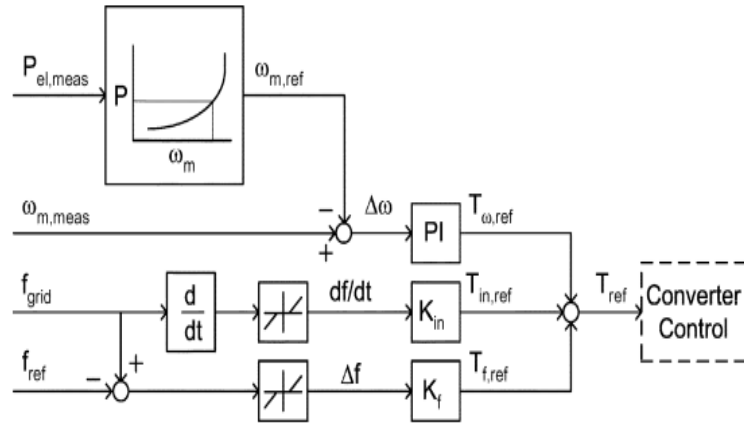 P_el,meas
P
ω_m
ω_m,ref
ω_m,meas
−
+
Δω
PI
T_ω,ref
f_grid
d
dt
df/dt
K_in
T_in,ref
T_ref
Converter
Control
f_ref
−
+
Δf
K_f
T_f,ref